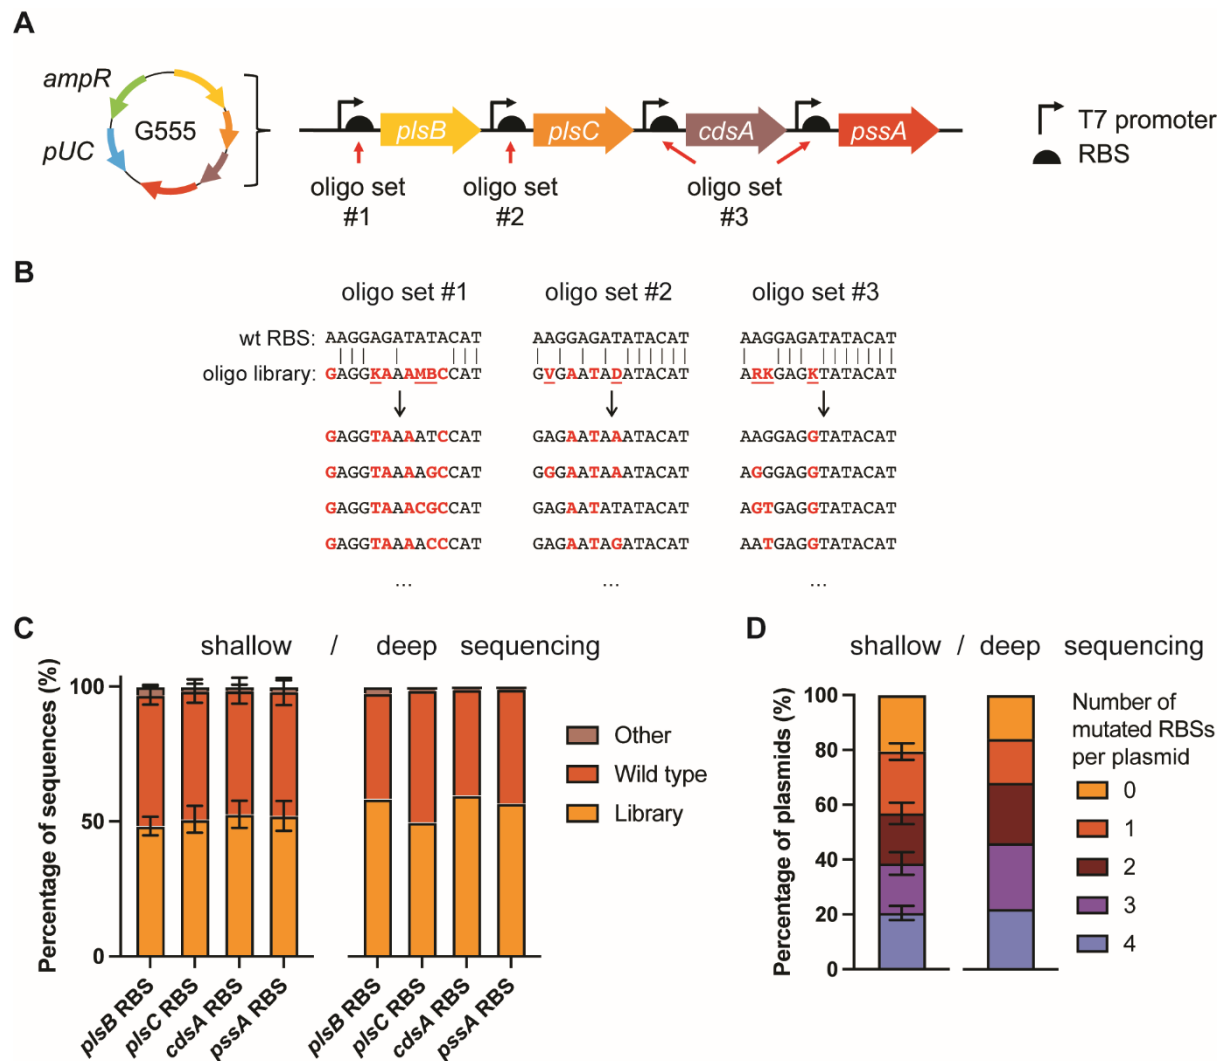 A
ampR
G555
pUC
plsB
plsC
cdsA
pssA
T7 promoter
RBS
oligo set
#1
oligo set
#2
oligo set
#3
B
oligo set #1
oligo set #2
oligo set #3
wt RBS:
AAGGAGATATACAT
AAGGAGATATACAT
AAGGAGATATACAT
oligo library:
GAGGKAAAMBCCAT
GVGAATADATACAT
ARKGAGKTATACAT
GAGGTAAAATCCAT
GAGAATAAATACAT
AAGGAGGTATACAT
GAGGTAAAAGCCAT
GGGAATAAATACAT
AGGGAGGTATACAT
GAGGTAAACGCCAT
GAGAATATATACAT
AGTGAGGTATACAT
GAGGTAAAACCCAT
GAGAATAGATACAT
AATGAGGTATACAT
...
...
...
C
shallow / deep sequencing
Percentage of sequences (%)
100
50
0
plsB RBS
plsC RBS
cdsA RBS
pssA RBS
plsB RBS
plsC RBS
cdsA RBS
pssA RBS
Other
Wild type
Library
D
shallow / deep sequencing
Percentage of plasmids (%)
100
80
60
40
20
0
Number of
mutated RBSs
per plasmid
0
1
2
3
4